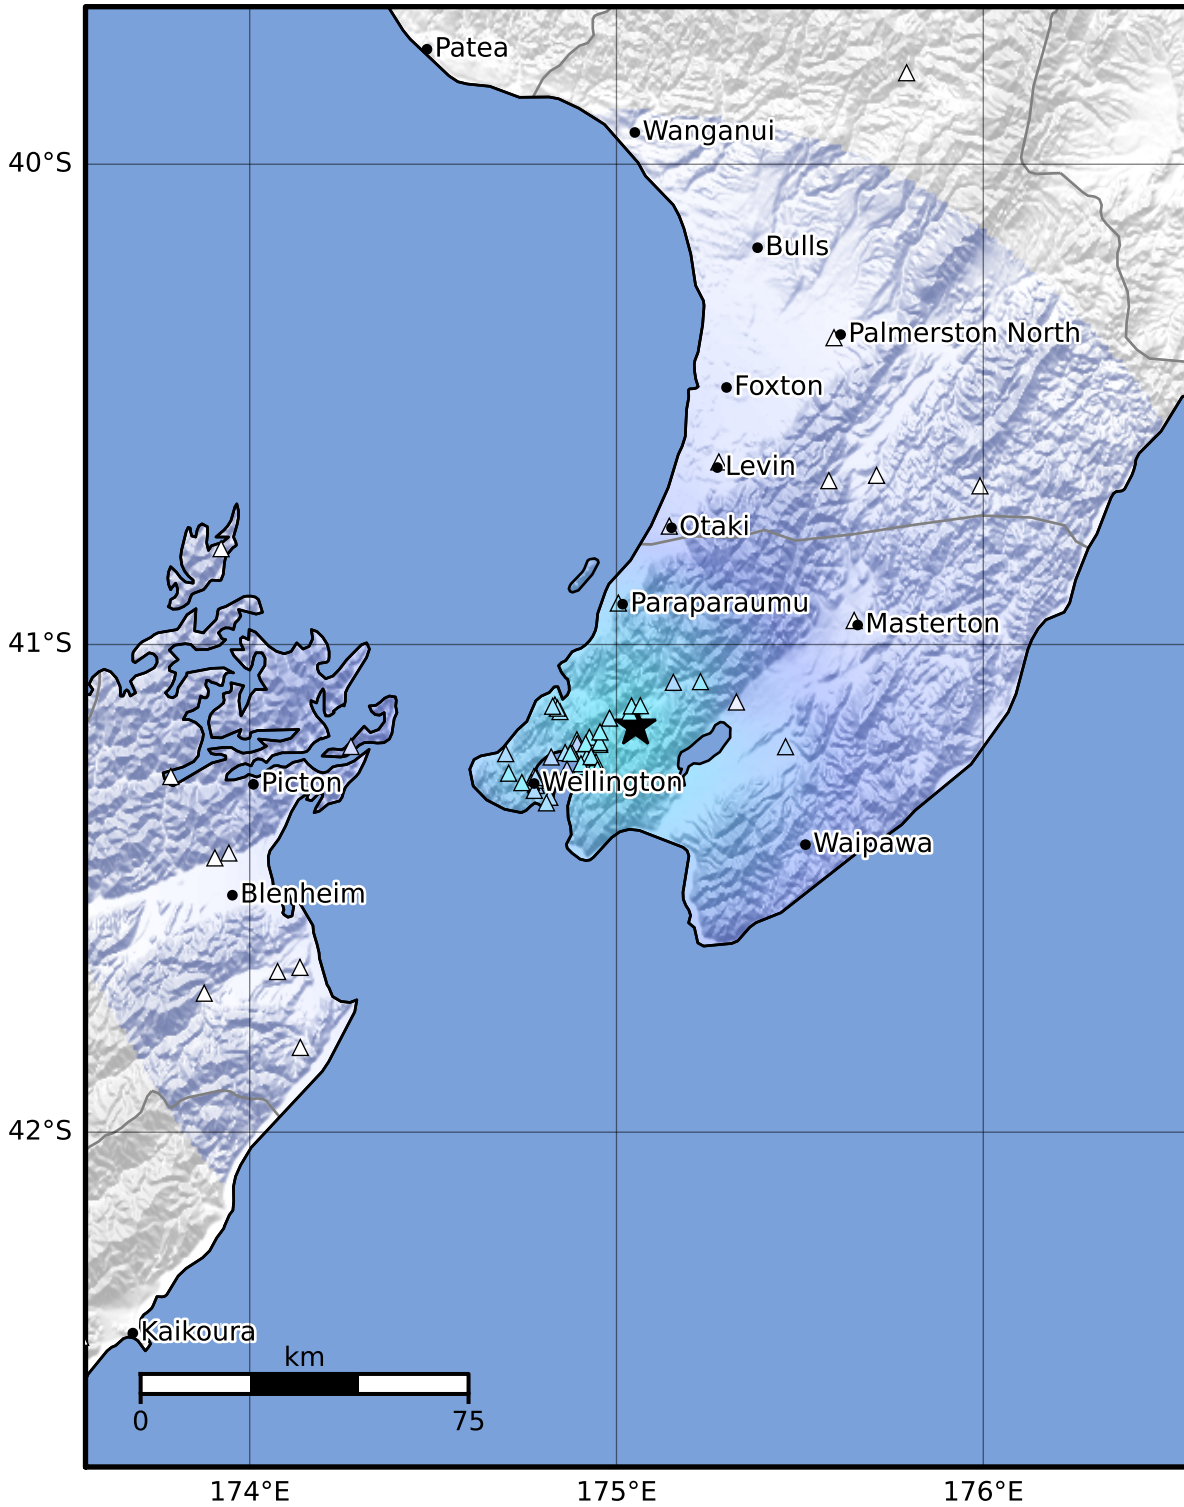 Patea
Wanganui
40°S
Bulls
Palmerston North
Foxton
Levin
Otaki
Paraparaumu
Masterton
41°S
Picton
Wellington
Waipawa
Blenheim
42°S
Kaikoura
km
0 75
174°E 175°E 176°E